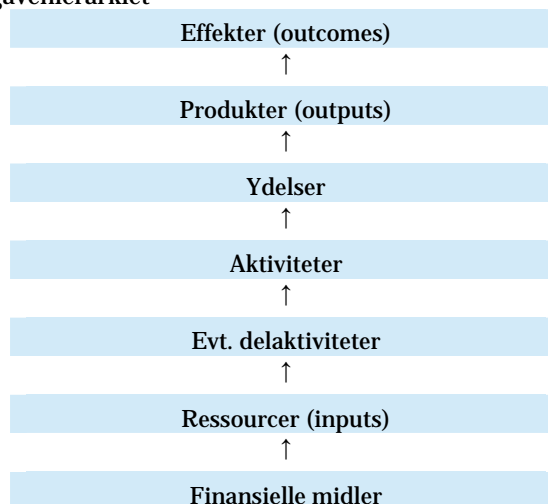 Effekter (outcomes)
↑
Produkter (outputs)
↑
Ydelser
↑
Aktiviteter
↑
Evt. delaktiviteter
↑
Ressourcer (inputs)
↑
Finansielle midler